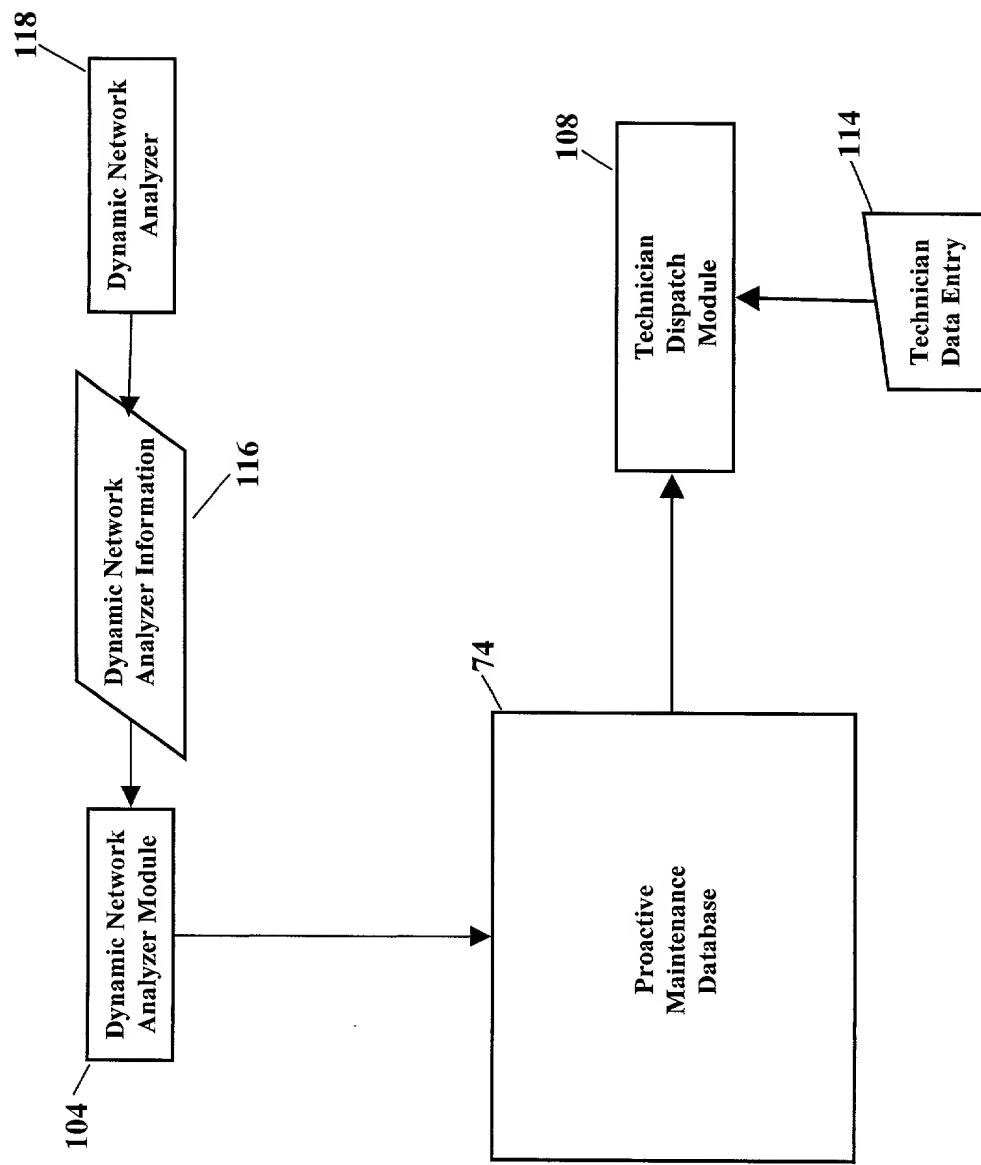 118
Dynamic Network
Analyzer
Dynamic Network
Analyzer Information
116
104
Dynamic Network
Analyzer Module
74
Proactive
Maintenance
Database
108
Technician
Dispatch
Module
114
Technician
Data Entry